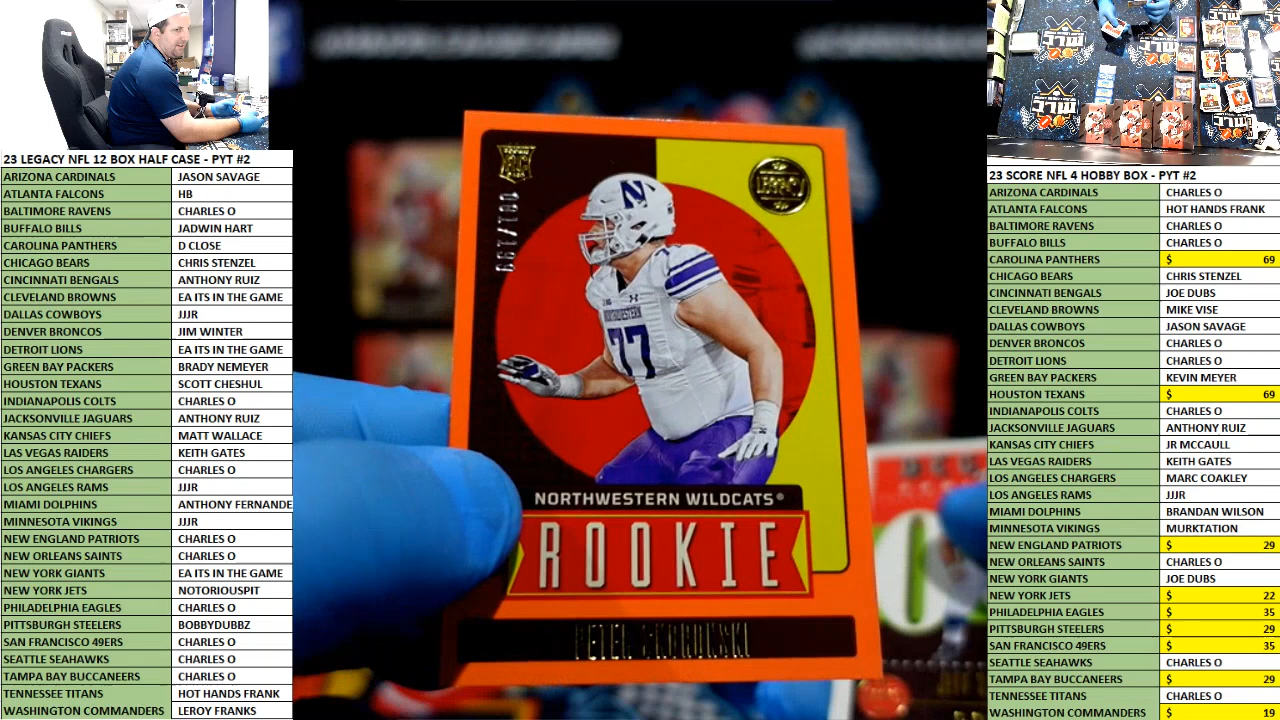 23 LEGACY NFL 12 BOX HALF CASE - PYT #2
ARIZONA CARDINALS JASON SAVAGE
ATLANTA FALCONS HB
BALTIMORE RAVENS CHARLES O
BUFFALO BILLS JADWIN HART
CAROLINA PANTHERS D CLOSE
CHICAGO BEARS CHRIS STENZEL
CINCINNATI BENGALS ANTHONY RUIZ
CLEVELAND BROWNS EA ITS IN THE GAME
DALLAS COWBOYS JJJR
DENVER BRONCOS JIM WINTER
DETROIT LIONS EA ITS IN THE GAME
GREEN BAY PACKERS BRADY NEMEYER
HOUSTON TEXANS SCOTT CHESHUL
INDIANAPOLIS COLTS CHARLES O
JACKSONVILLE JAGUARS ANTHONY RUIZ
KANSAS CITY CHIEFS MATT WALLACE
LAS VEGAS RAIDERS KEITH GATES
LOS ANGELES CHARGERS CHARLES O
LOS ANGELES RAMS JJJR
MIAMI DOLPHINS ANTHONY FERNANDE
MINNESOTA VIKINGS JJJR
NEW ENGLAND PATRIOTS CHARLES O
NEW ORLEANS SAINTS CHARLES O
NEW YORK GIANTS EA ITS IN THE GAME
NEW YORK JETS NOTORIOUSPIT
PHILADELPHIA EAGLES CHARLES O
PITTSBURGH STEELERS BOBBYDUBBZ
SAN FRANCISCO 49ERS CHARLES O
SEATTLE SEAHAWKS CHARLES O
TAMPA BAY BUCCANEERS CHARLES O
TENNESSEE TITANS HOT HANDS FRANK
WASHINGTON COMMANDERS LEROY FRANKS
RC
LEGACY
N
77
NORTHWESTERN
77
NORTHWESTERN WILDCATS®
ROOKIE
23 SCORE NFL 4 HOBBY BOX - PYT #2
ARIZONA CARDINALS CHARLES O
ATLANTA FALCONS HOT HANDS FRANK
BALTIMORE RAVENS CHARLES O
BUFFALO BILLS CHARLES O
CAROLINA PANTHERS $ 69
CHICAGO BEARS CHRIS STENZEL
CINCINNATI BENGALS JOE DUBS
CLEVELAND BROWNS MIKE VISE
DALLAS COWBOYS JASON SAVAGE
DENVER BRONCOS CHARLES O
DETROIT LIONS CHARLES O
GREEN BAY PACKERS KEVIN MEYER
HOUSTON TEXANS $ 69
INDIANAPOLIS COLTS CHARLES O
JACKSONVILLE JAGUARS ANTHONY RUIZ
KANSAS CITY CHIEFS JR MCCAULL
LAS VEGAS RAIDERS KEITH GATES
LOS ANGELES CHARGERS MARC COAKLEY
LOS ANGELES RAMS JJJR
MIAMI DOLPHINS BRANDAN WILSON
MINNESOTA VIKINGS MURKTATION
NEW ENGLAND PATRIOTS $ 29
NEW ORLEANS SAINTS CHARLES O
NEW YORK GIANTS JOE DUBS
NEW YORK JETS $ 22
PHILADELPHIA EAGLES $ 35
PITTSBURGH STEELERS $ 29
SAN FRANCISCO 49ERS $ 35
SEATTLE SEAHAWKS CHARLES O
TAMPA BAY BUCCANEERS $ 29
TENNESSEE TITANS CHARLES O
WASHINGTON COMMANDERS $ 19